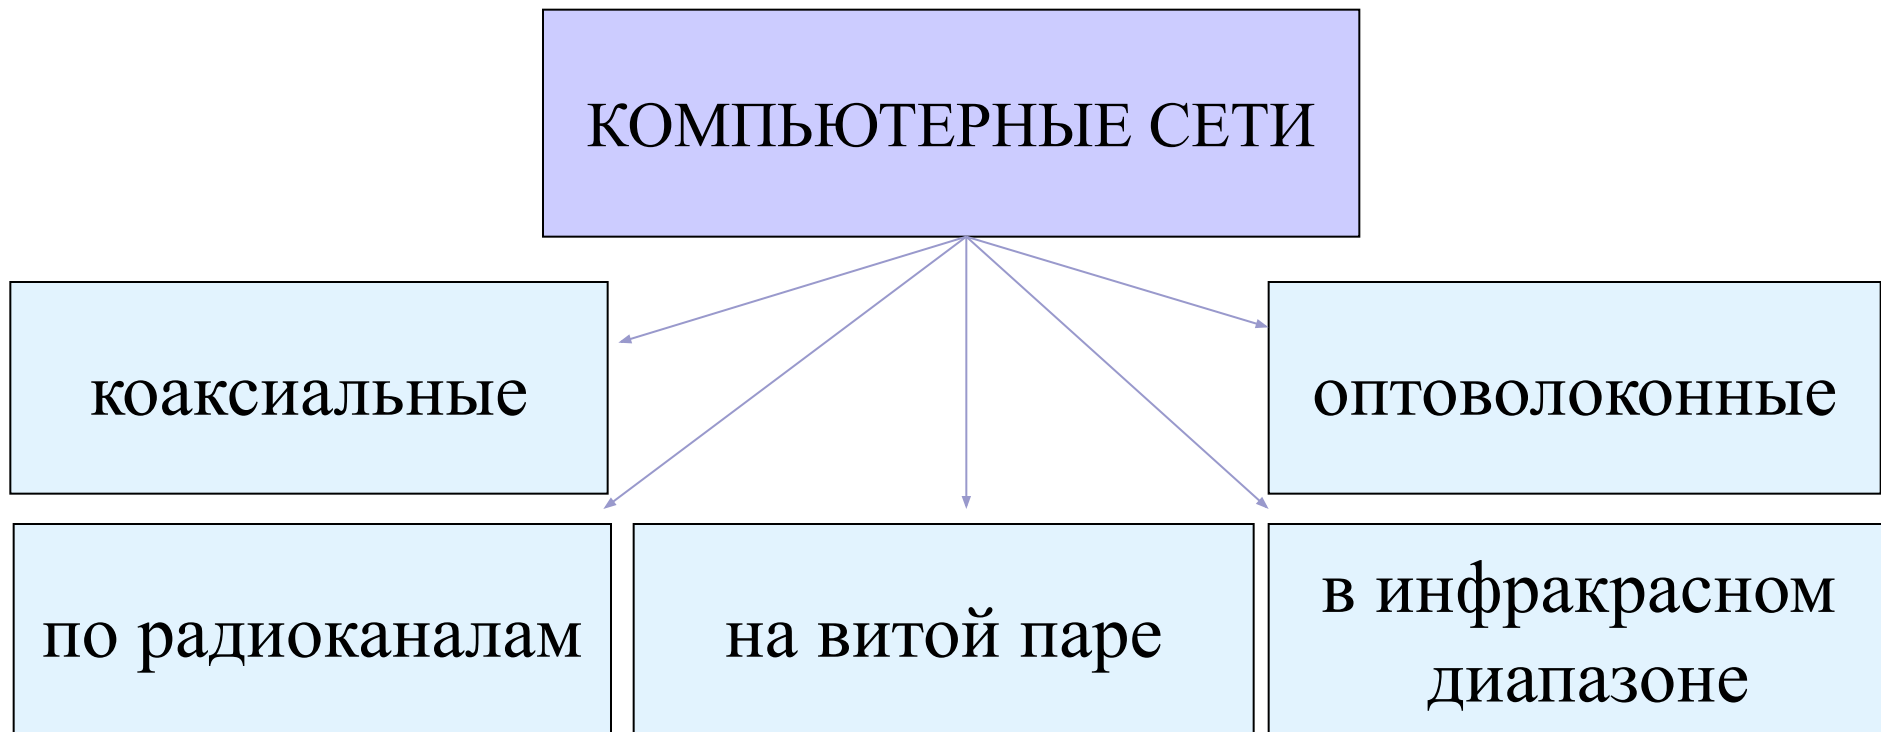 КОМПЬЮТЕРНЫЕ СЕТИ
коаксиальные
оптоволоконные
по радиоканалам
на витой паре
в инфракрасном
диапазоне